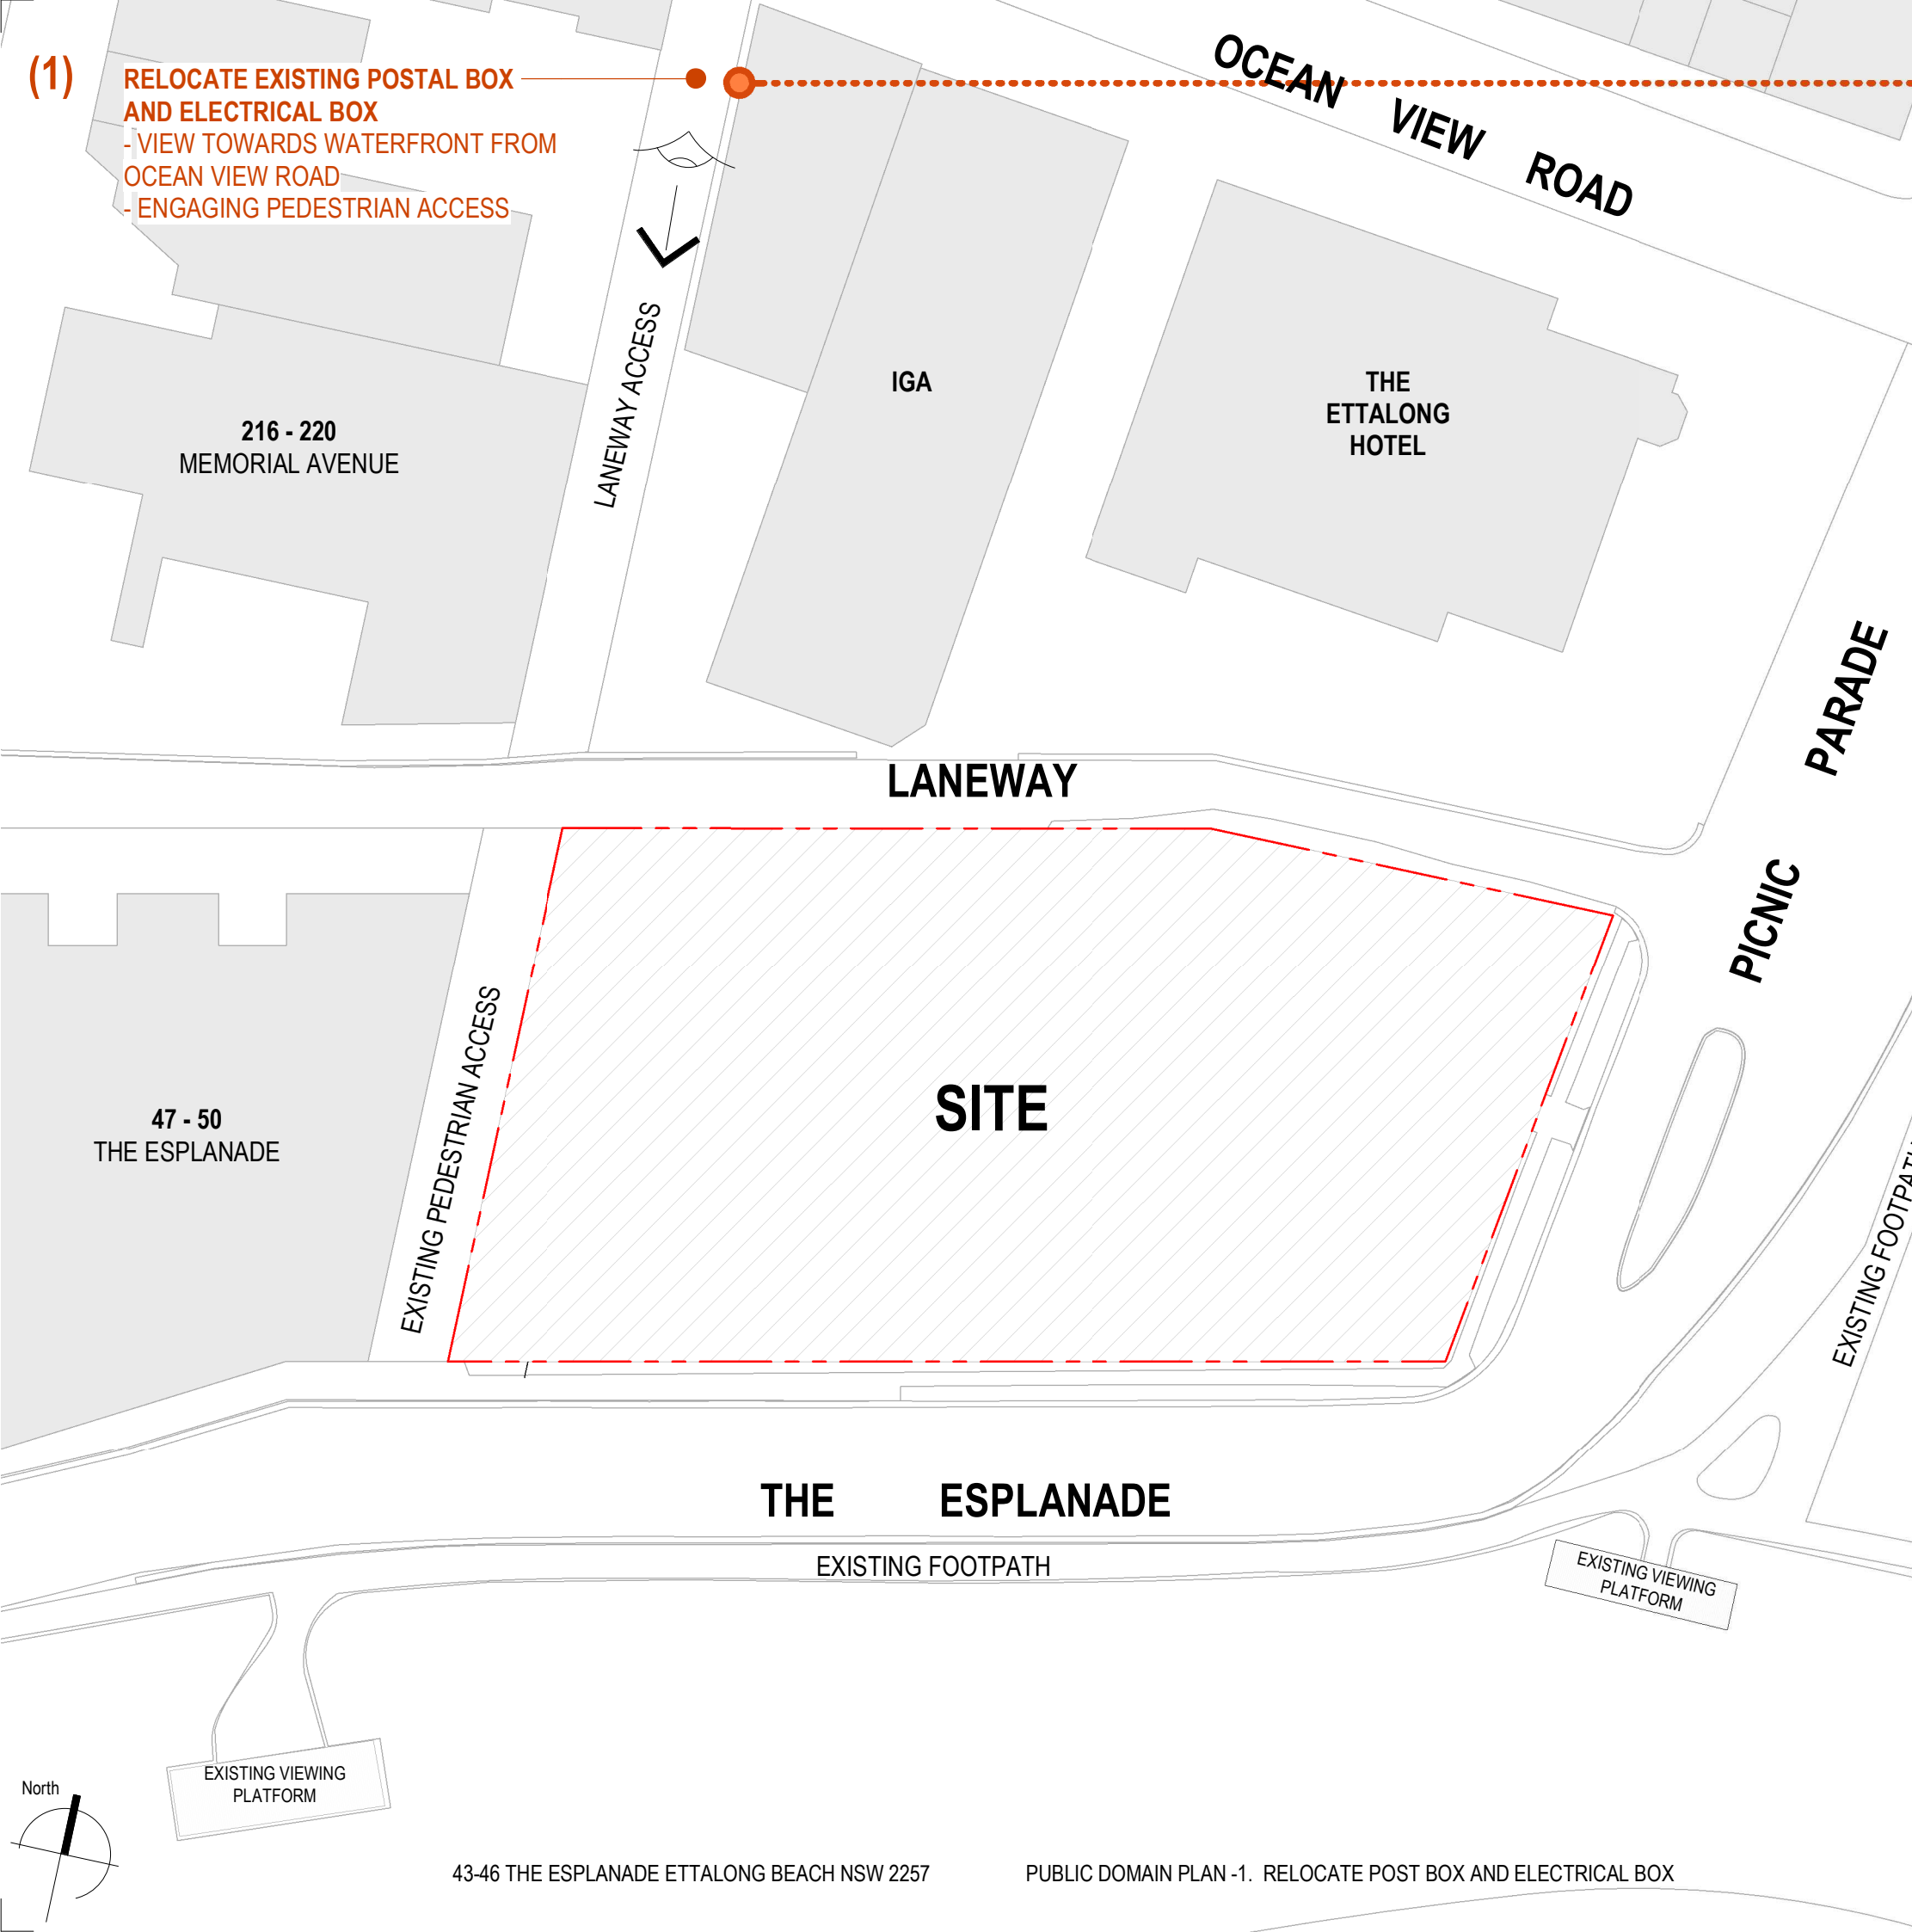 (1)
RELOCATE EXISTING POSTAL BOX
AND ELECTRICAL BOX
- VIEW TOWARDS WATERFRONT FROM
OCEAN VIEW ROAD
- ENGAGING PEDESTRIAN ACCESS
OCEAN VIEW ROAD
LANEWAY ACCESS
IGA
THE
ETTALONG
HOTEL
216 - 220
MEMORIAL AVENUE
PICNIC PARADE
LANEWAY
SITE
EXISTING PEDESTRIAN ACCESS
47 - 50
THE ESPLANADE
EXISTING FOOTPATH
THE ESPLANADE
EXISTING FOOTPATH
EXISTING VIEWING
PLATFORM
EXISTING VIEWING
PLATFORM
North
43-46 THE ESPLANADE ETTALONG BEACH NSW 2257
PUBLIC DOMAIN PLAN -1. RELOCATE POST BOX AND ELECTRICAL BOX